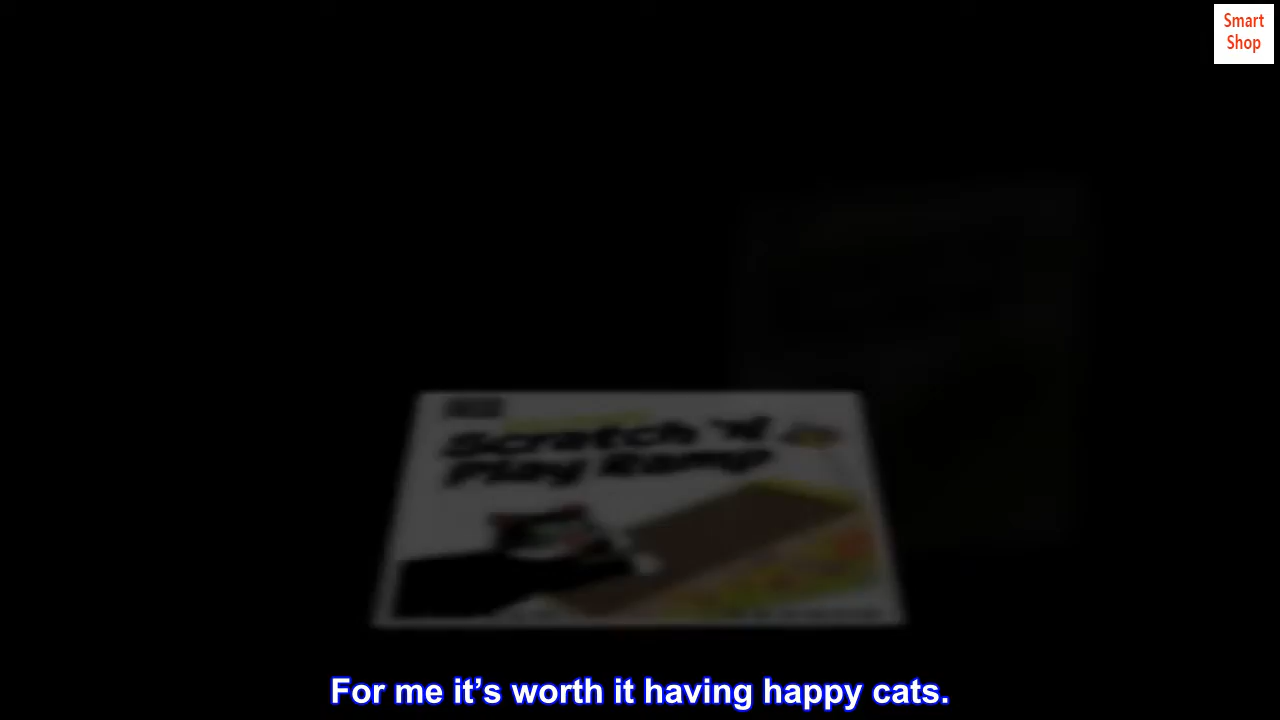 Smart
Shop
Scratch 'N
Play Ramp
For me it’s worth it having happy cats.